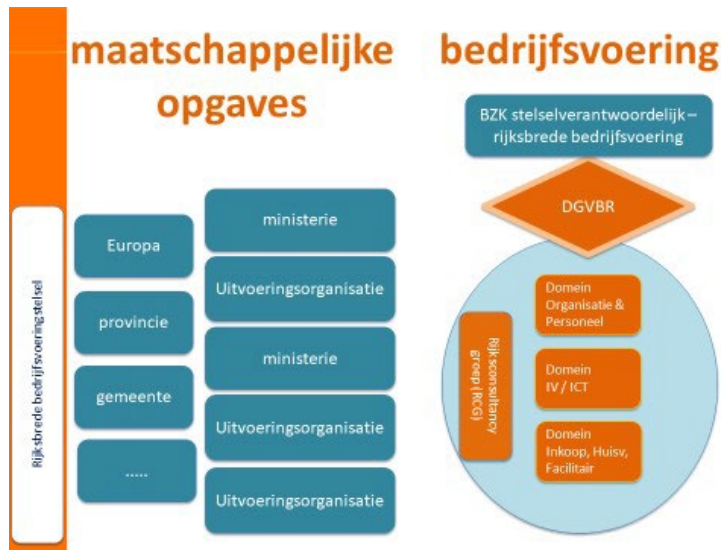 maatschappelijke
opgaves
bedrijfsvoering
BZK stelselverantwoordelijk –
rijksbrede bedrijfsvoering
DGVBR
Rijksbrede bedrijfsvoeringstelsel
Europa
provincie
gemeente
.....
ministerie
Uitvoeringsorganisatie
ministerie
Uitvoeringsorganisatie
Uitvoeringsorganisatie
Rijksconsultancy
groep (RCG)
Domein
Organisatie &
Personeel
Domein
IV / ICT
Domein
Inkoop, Huisv,
Facilitair